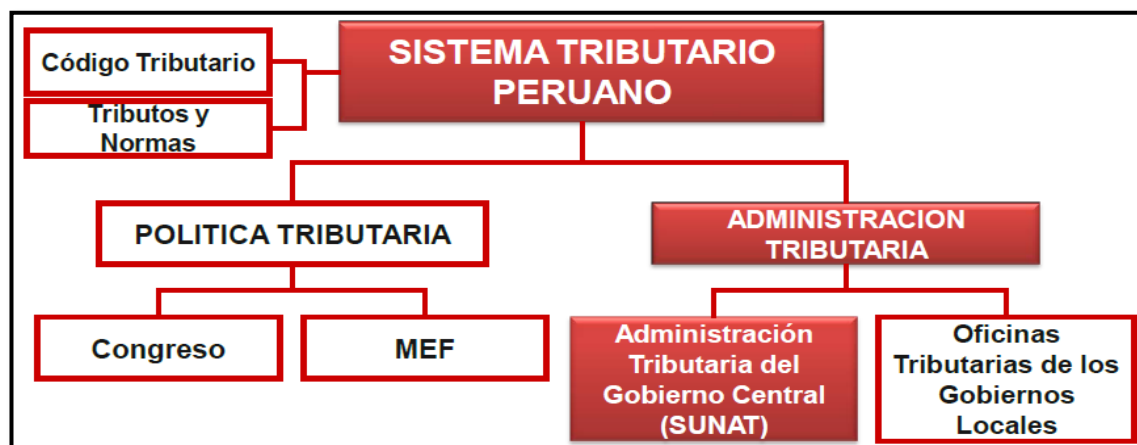 SISTEMA TRIBUTARIO
PERUANO
Código Tributario
Tributos y
Normas
POLITICA TRIBUTARIA
ADMINISTRACION
TRIBUTARIA
Congreso
MEF
Administración
Tributaria del
Gobierno Central
(SUNAT)
Oficinas
Tributarias de los
Gobiernos
Locales